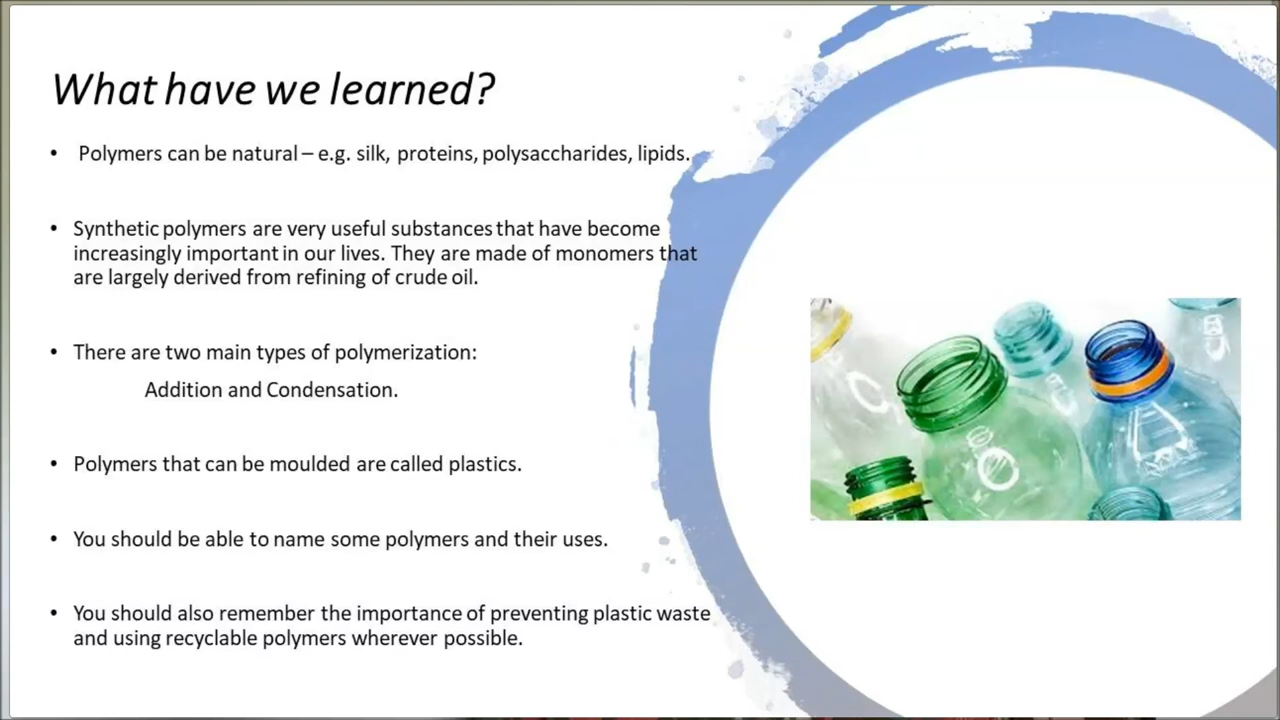 What have we learned?
• Polymers can be natural – e.g. silk, proteins, polysaccharides, lipids.
• Synthetic polymers are very useful substances that have become
increasingly important in our lives. They are made of monomers that
are largely derived from refining of crude oil.
• There are two main types of polymerization:
Addition and Condensation.
• Polymers that can be moulded are called plastics.
• You should be able to name some polymers and their uses.
• You should also remember the importance of preventing plastic waste
and using recyclable polymers wherever possible.